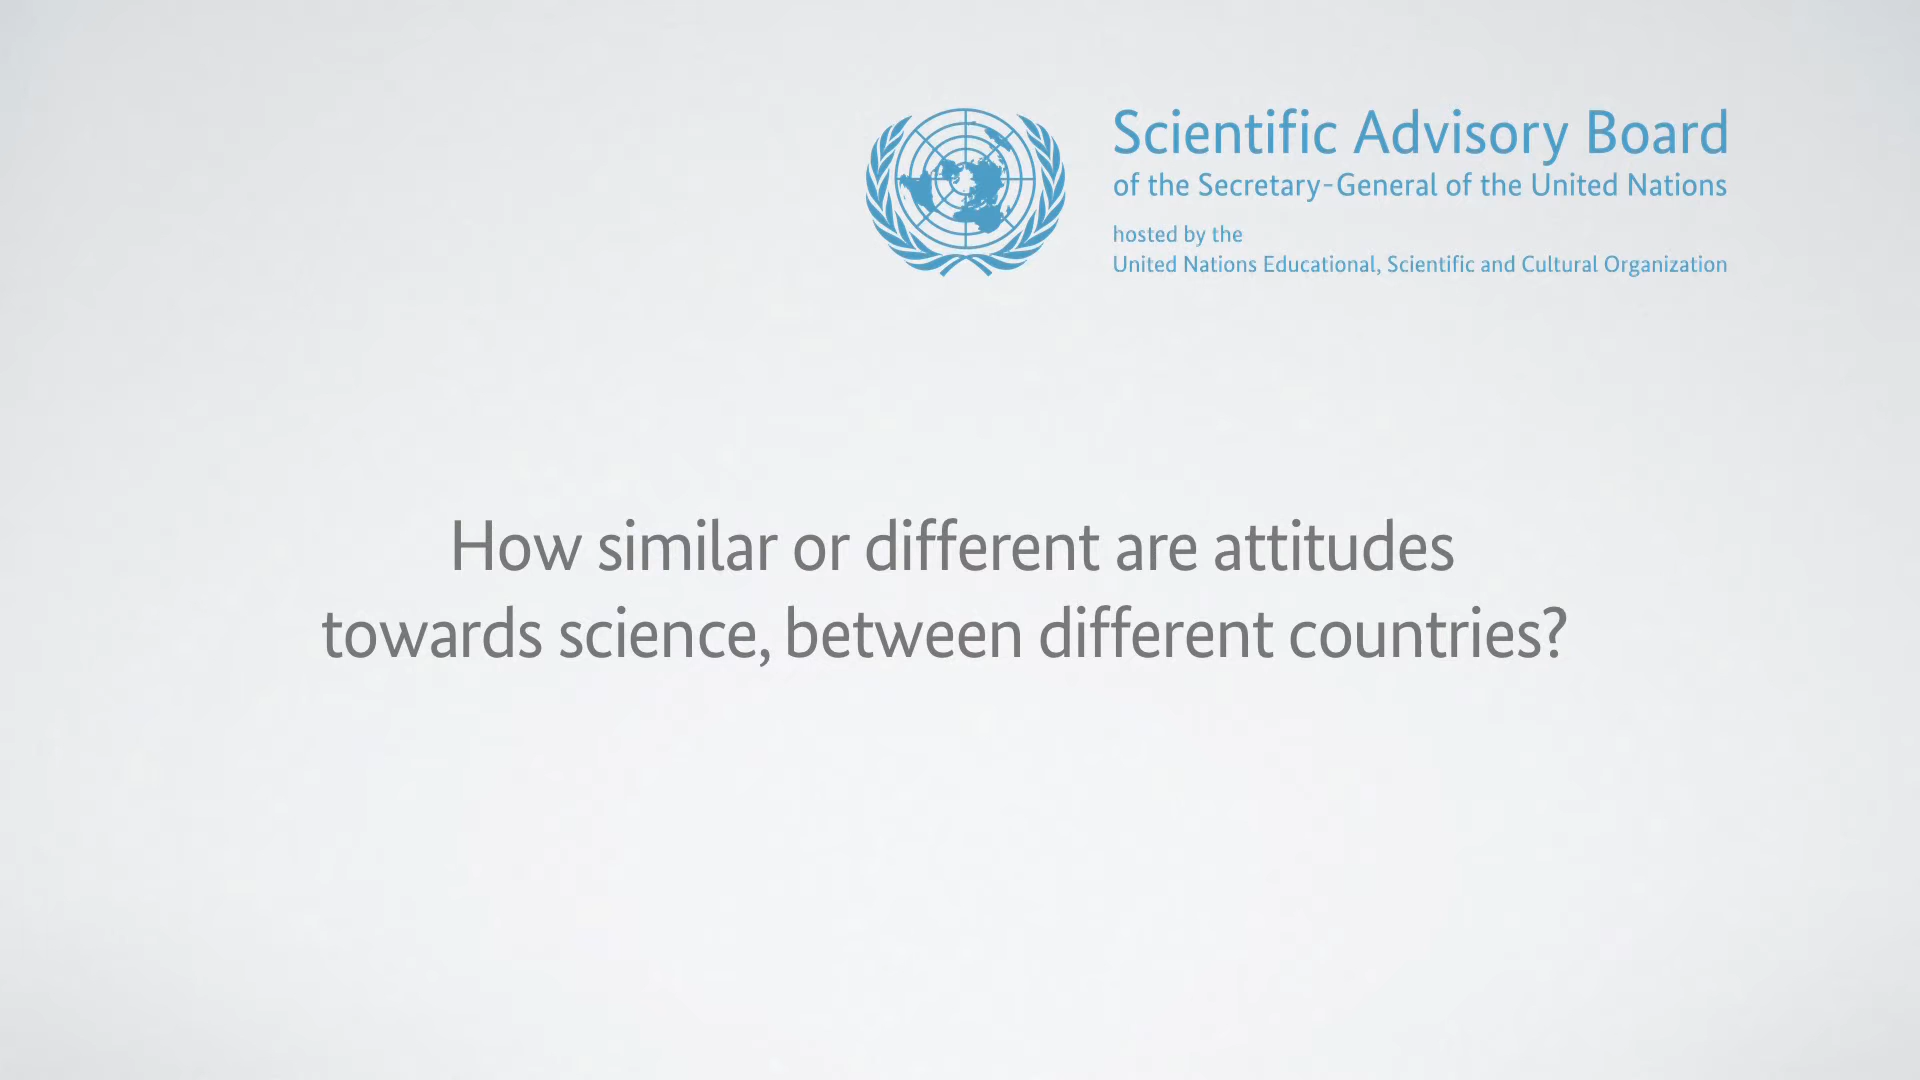 Scientific Advisory Board
of the Secretary-General of the United Nations
hosted by the
United Nations Educational, Scientific and Cultural Organization
How similar or different are attitudes
towards science, between different countries?